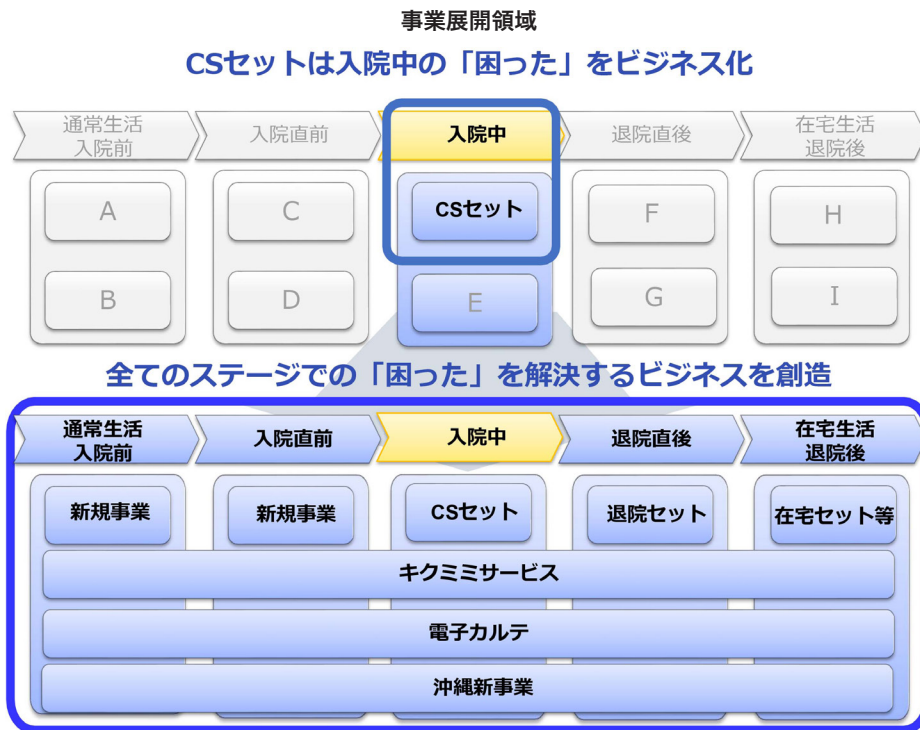 事業展開領域
CSセットは入院中の「困った」をビジネス化
通常生活
入院前
入院直前
入院中
退院直後
在宅生活
退院後
A
C
CSセット
F
H
B
D
E
G
I
全てのステージでの「困った」を解決するビジネスを創造
通常生活
入院前
入院直前
入院中
退院直後
在宅生活
退院後
新規事業
新規事業
CSセット
退院セット
在宅セット等
キクミミサービス
電子カルテ
沖縄新事業